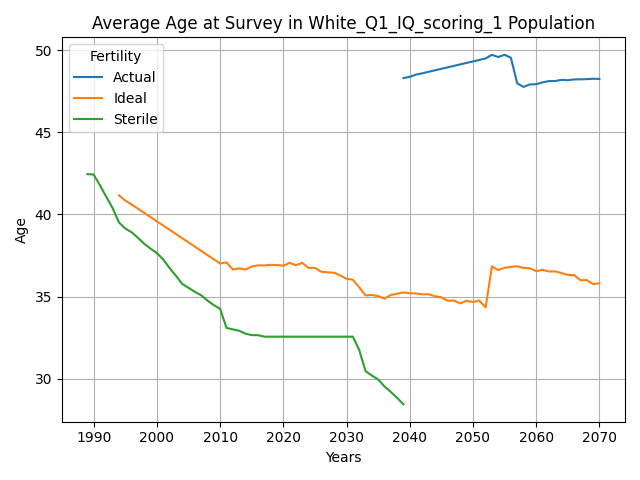 Average Age at Survey in White_Q1_IQ_scoring_1 Population
Fertility
Actual
Ideal
Sterile
50
45
40
35
30
Age
1990
2000
2010
2020
2030
2040
2050
2060
2070
Years